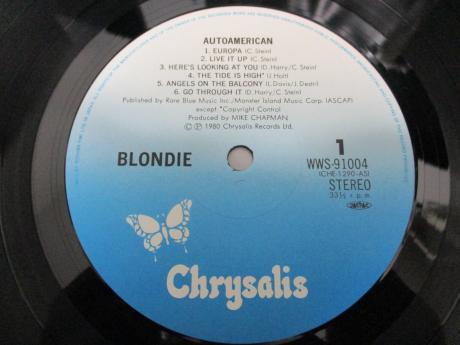 AUTOAMERICAN
1. EUROPA (C. Stein)
2. LIVE IT UP (C. Stein)
3. HERE'S LOOKING AT YOU (D. Harry/C. Stein)
4. THE TIDE IS HIGH* (J. Holt)
5. ANGELS ON THE BALCONY (L. Davis/J. Destri)
6. GO THROUGH IT (D. Harry/C. Stein)
Published by Rare Blue Music Inc./Monster Island Music Corp. (ASCAP)
except *Copyright Control
Produced by MIKE CHAPMAN
© ℗ 1980 Chrysalis Records Ltd.
BLONDIE
1
WWS-91004
(CHE-1290-AS)
STEREO
33⅓ r.p.m.
Chrysalis